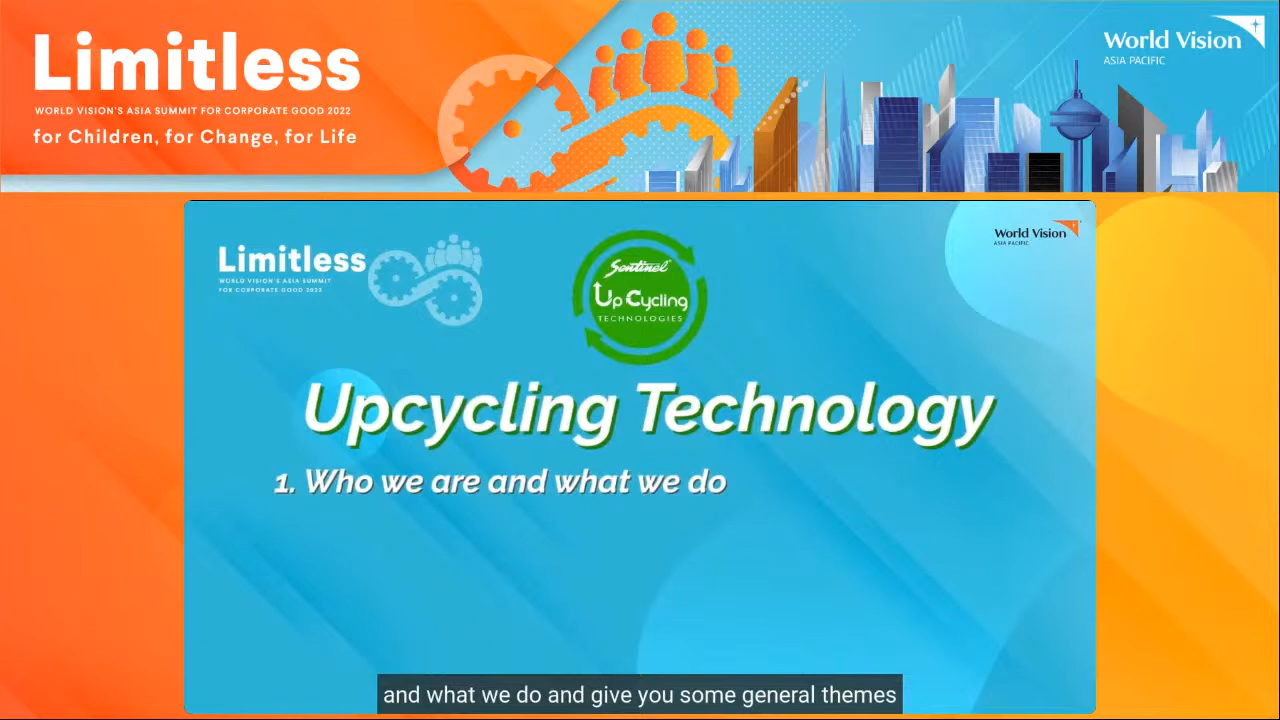 Limitless
WORLD VISION'S ASIA SUMMIT FOR CORPORATE GOOD 2022
for Children, for Change, for Life
World Vision
ASIA PACIFIC
Limitless
WORLD VISION'S ASIA SUMMIT
FOR CORPORATE GOOD 2022
Sentinel
UpCycling
TECHNOLOGIES
World Vision
ASIA PACIFIC
Upcycling Technology
1. Who we are and what we do
and what we do and give you some general themes